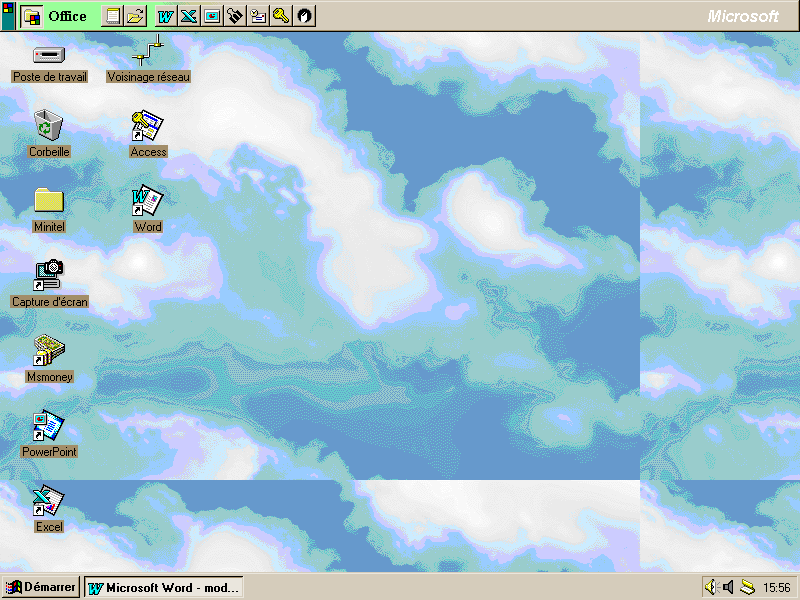 Office
Microsoft
Poste de travail
Voisinage réseau
Corbeille
Access
Minitel
Word
Capture d'écran
Msmoney
PowerPoint
Excel
Démarrer
Microsoft Word - mod...
15:56